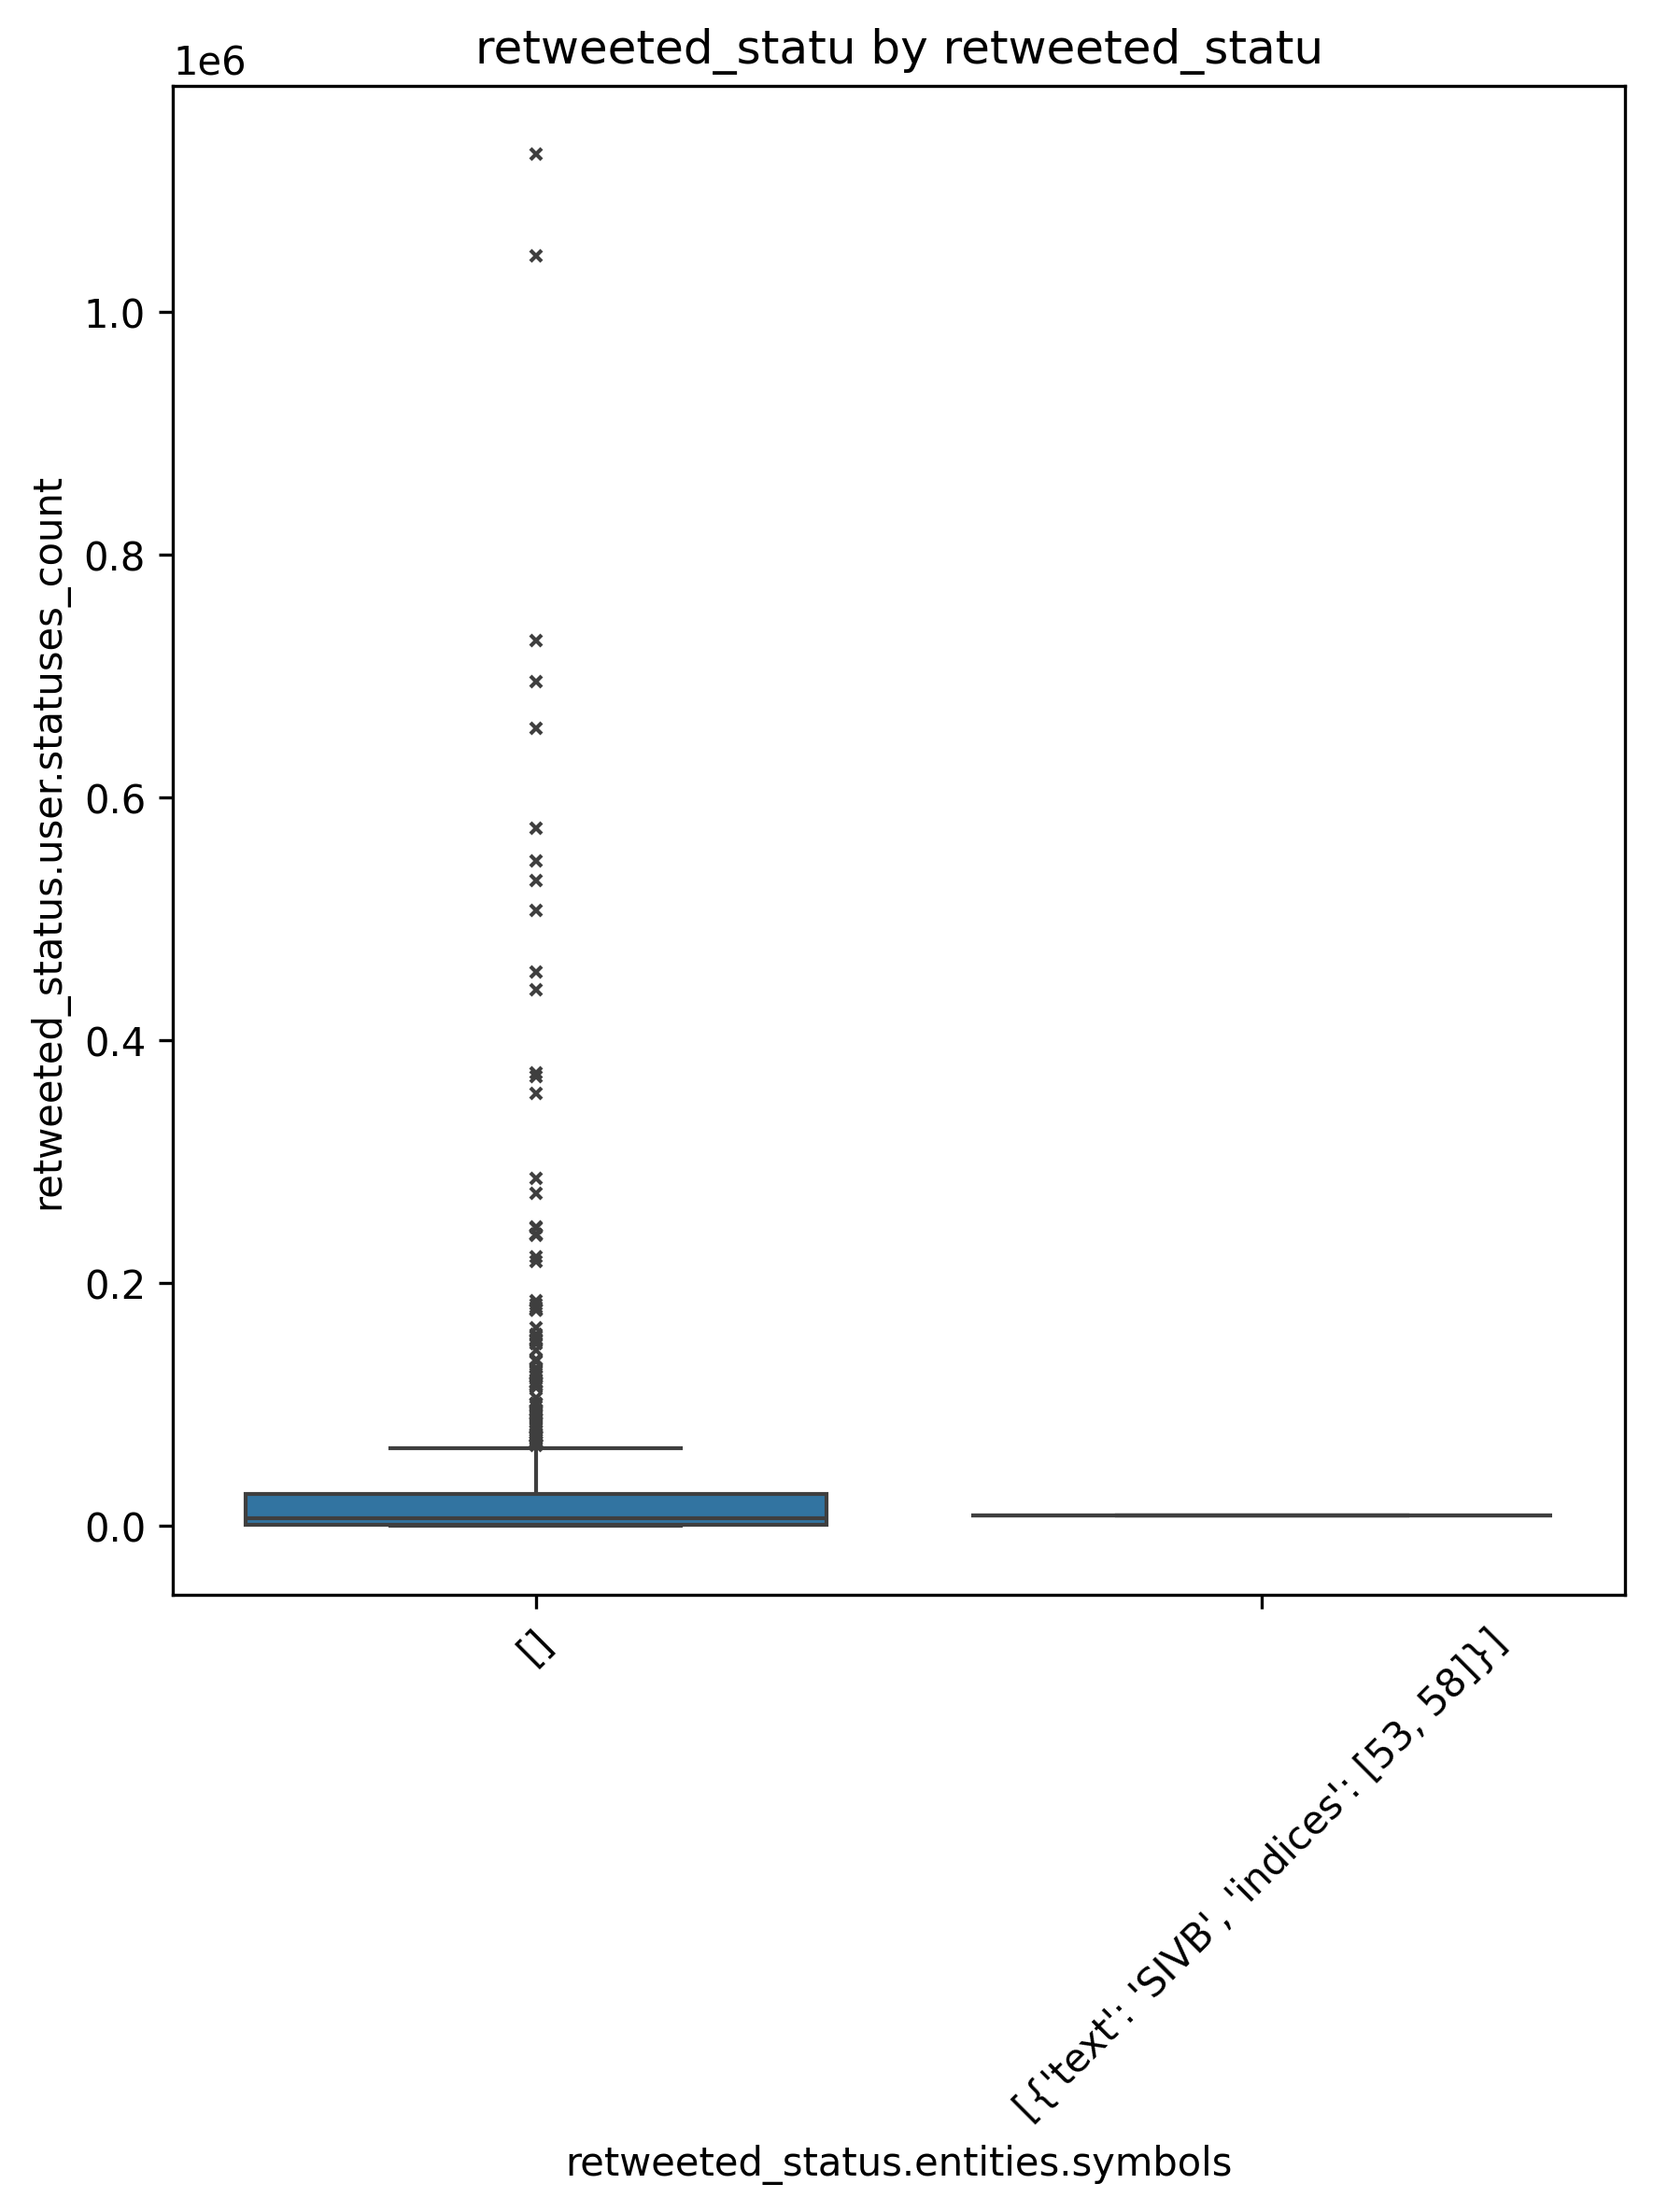 retweeted_statu by retweeted_statu
1e6
1.0
0.8
0.6
0.4
0.2
0.0
retweeted_status.user.statuses_count
[]
[{'text': 'SIVB', 'indices': [53, 58]}]
retweeted_status.entities.symbols